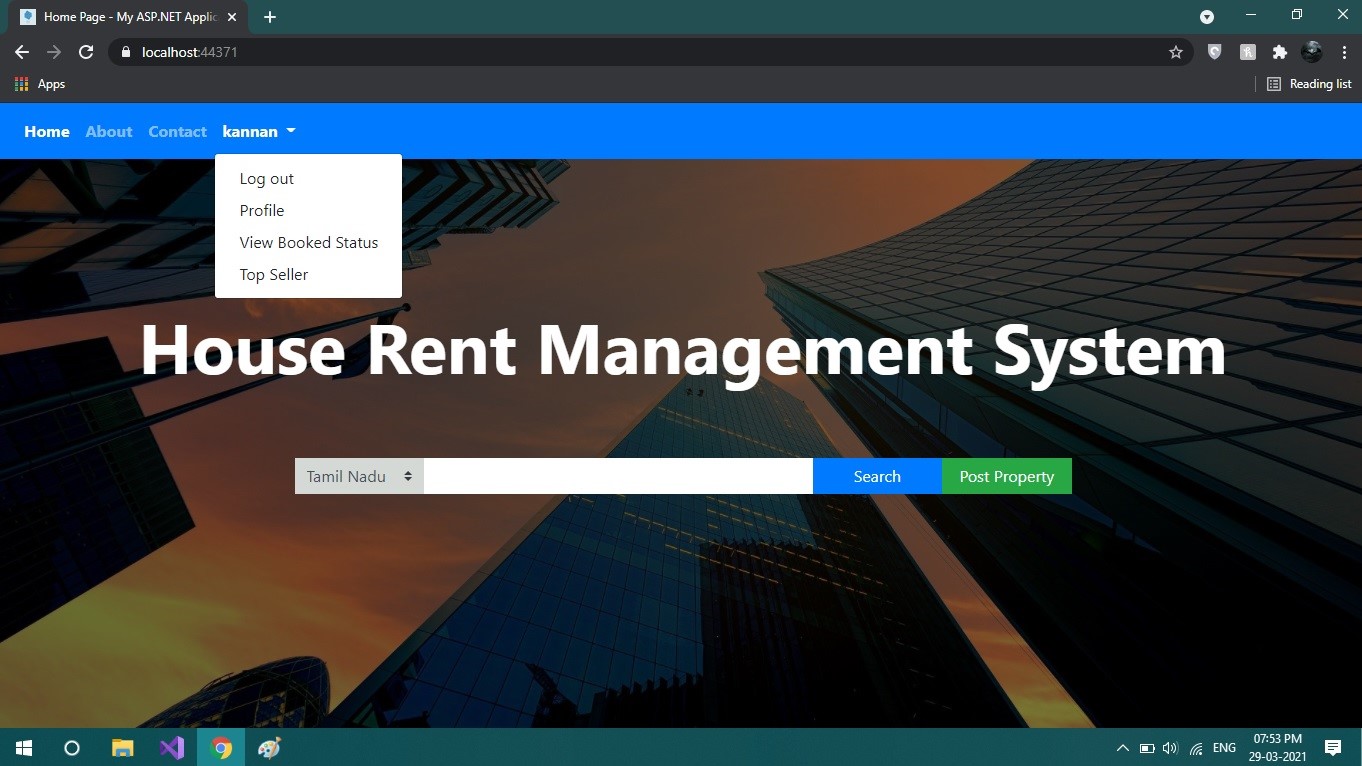 Home Page - My ASP.NET Applic
localhost:44371
Apps
Reading list
Home About Contact kannan
Log out
Profile
View Booked Status
Top Seller
House Rent Management System
Tamil Nadu Search Post Property
ENG
07:53 PM
29-03-2021